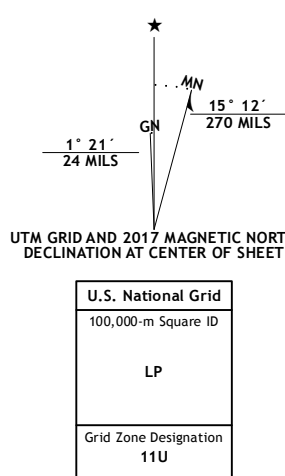 ★
MN
GN
15° 12´
270 MILS
1° 21´
24 MILS
UTM GRID AND 2017 MAGNETIC NORT
DECLINATION AT CENTER OF SHEET
U.S. National Grid
100,000-m Square ID
LP
Grid Zone Designation
11U